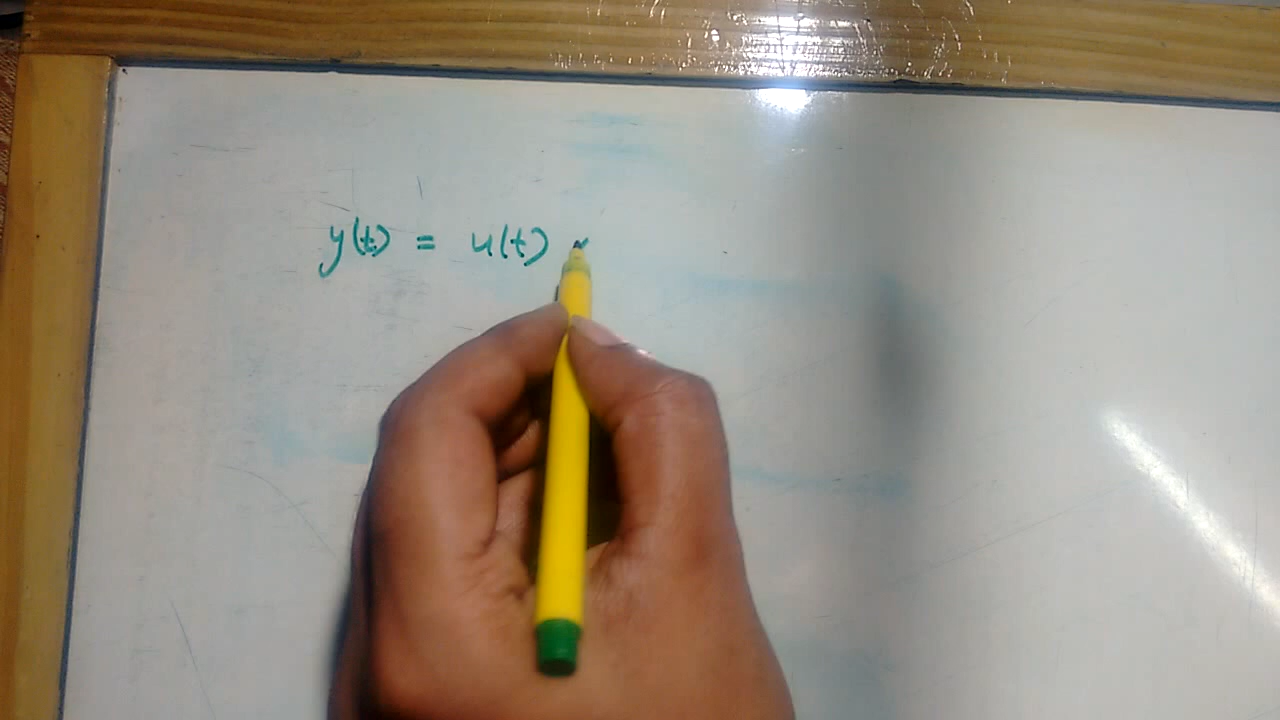 y(t) = u(t)